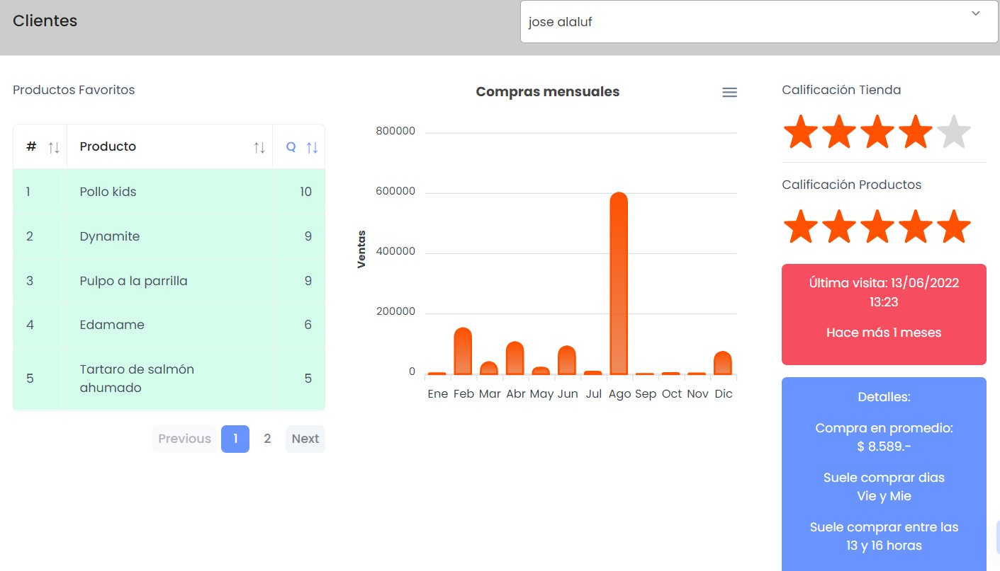 Clientes
jose alaluf
Productos Favoritos
# Producto Q
1 Pollo kids 10
2 Dynamite 9
3 Pulpo a la parrilla 9
4 Edamame 6
5 Tartaro de salmón
ahumado 5
Previous 1 2 Next
Compras mensuales
Ventas
800000
600000
400000
200000
0
Ene Feb Mar Abr May Jun Jul Ago Sep Oct Nov Dic
Calificación Tienda
Calificación Productos
Última visita: 13/06/2022
13:23
Hace más 1 meses
Detalles:
Compra en promedio:
$ 8.589.-
Suele comprar dias
Vie y Mie
Suele comprar entre las
13 y 16 horas